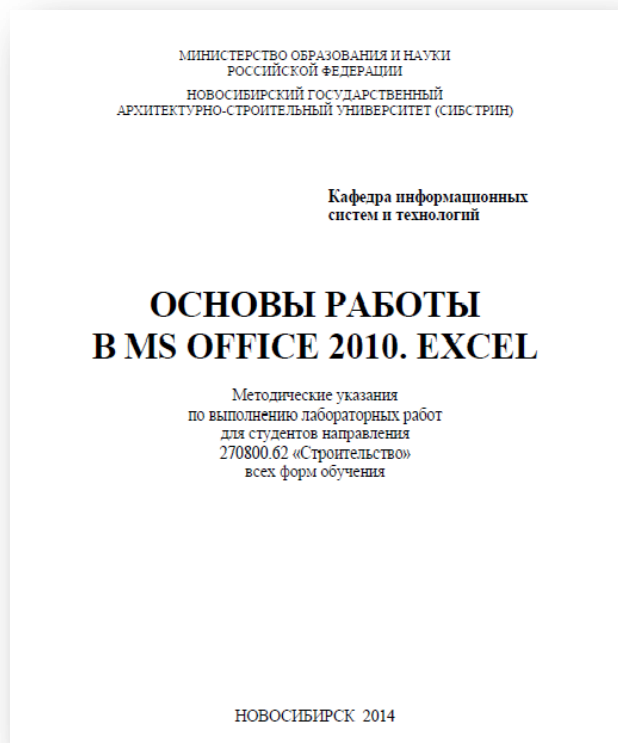 МИНИСТЕРСТВО ОБРАЗОВАНИЯ И НАУКИ
РОССИЙСКОЙ ФЕДЕРАЦИИ
НОВОСИБИРСКИЙ ГОСУДАРСТВЕННЫЙ
АРХИТЕКТУРНО-СТРОИТЕЛЬНЫЙ УНИВЕРСИТЕТ (СИБСТРИН)
Кафедра информационных
систем и технологий
ОСНОВЫ РАБОТЫ
В MS OFFICE 2010. EXCEL
Методические указания
по выполнению лабораторных работ
для студентов направления
270800.62 «Строительство»
всех форм обучения
НОВОСИБИРСК 2014